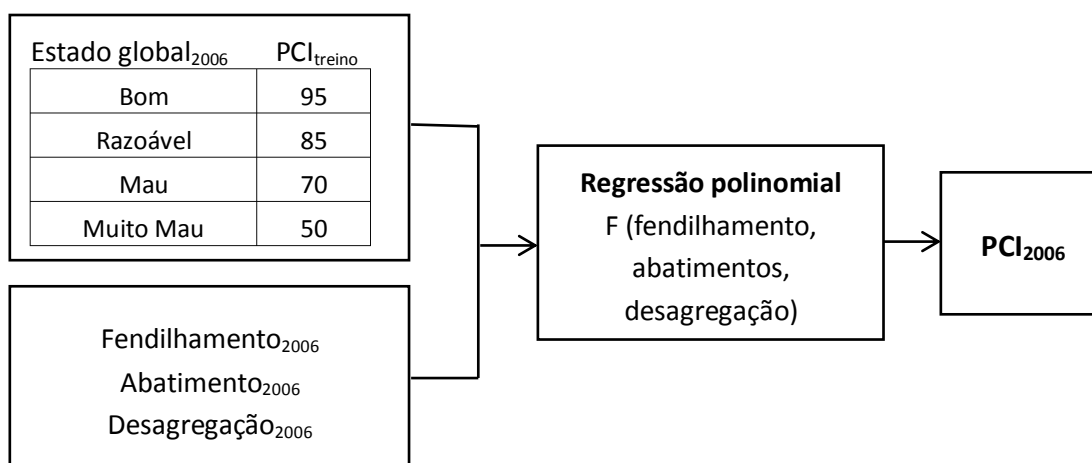 Estado global2006 PCItreino
Bom 95
Razoável 85
Mau 70
Muito Mau 50
Fendilhamento2006
Abatimento2006
Desagregação2006
Regressão polinomial
F (fendilhamento,
abatimentos,
desagregação)
PCI2006